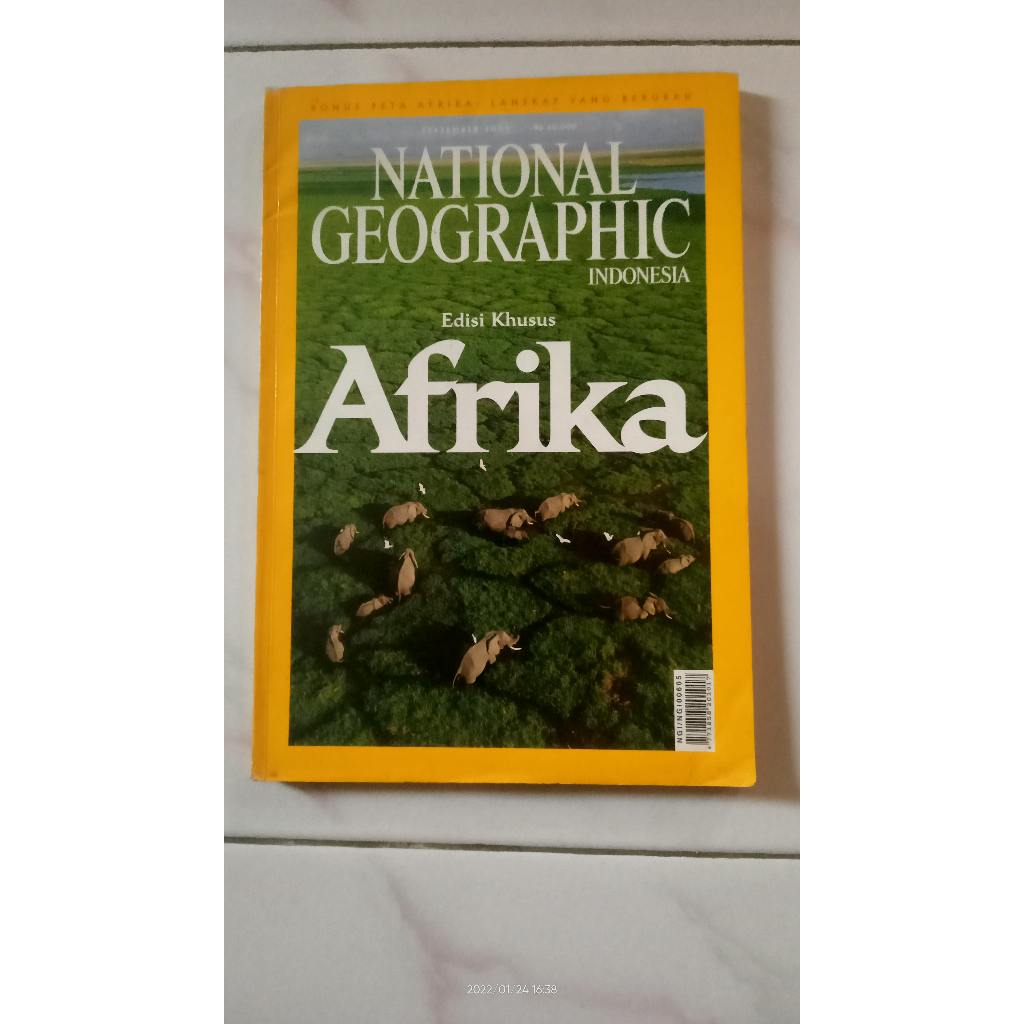 BONUS PETA AFRIKA: LANSKAP YANG BERUBAH
SEPTEMBER
NATIONAL
GEOGRAPHIC
INDONESIA
Edisi Khusus
Afrika
NGI/NGI00605
2022/01/24 16:38